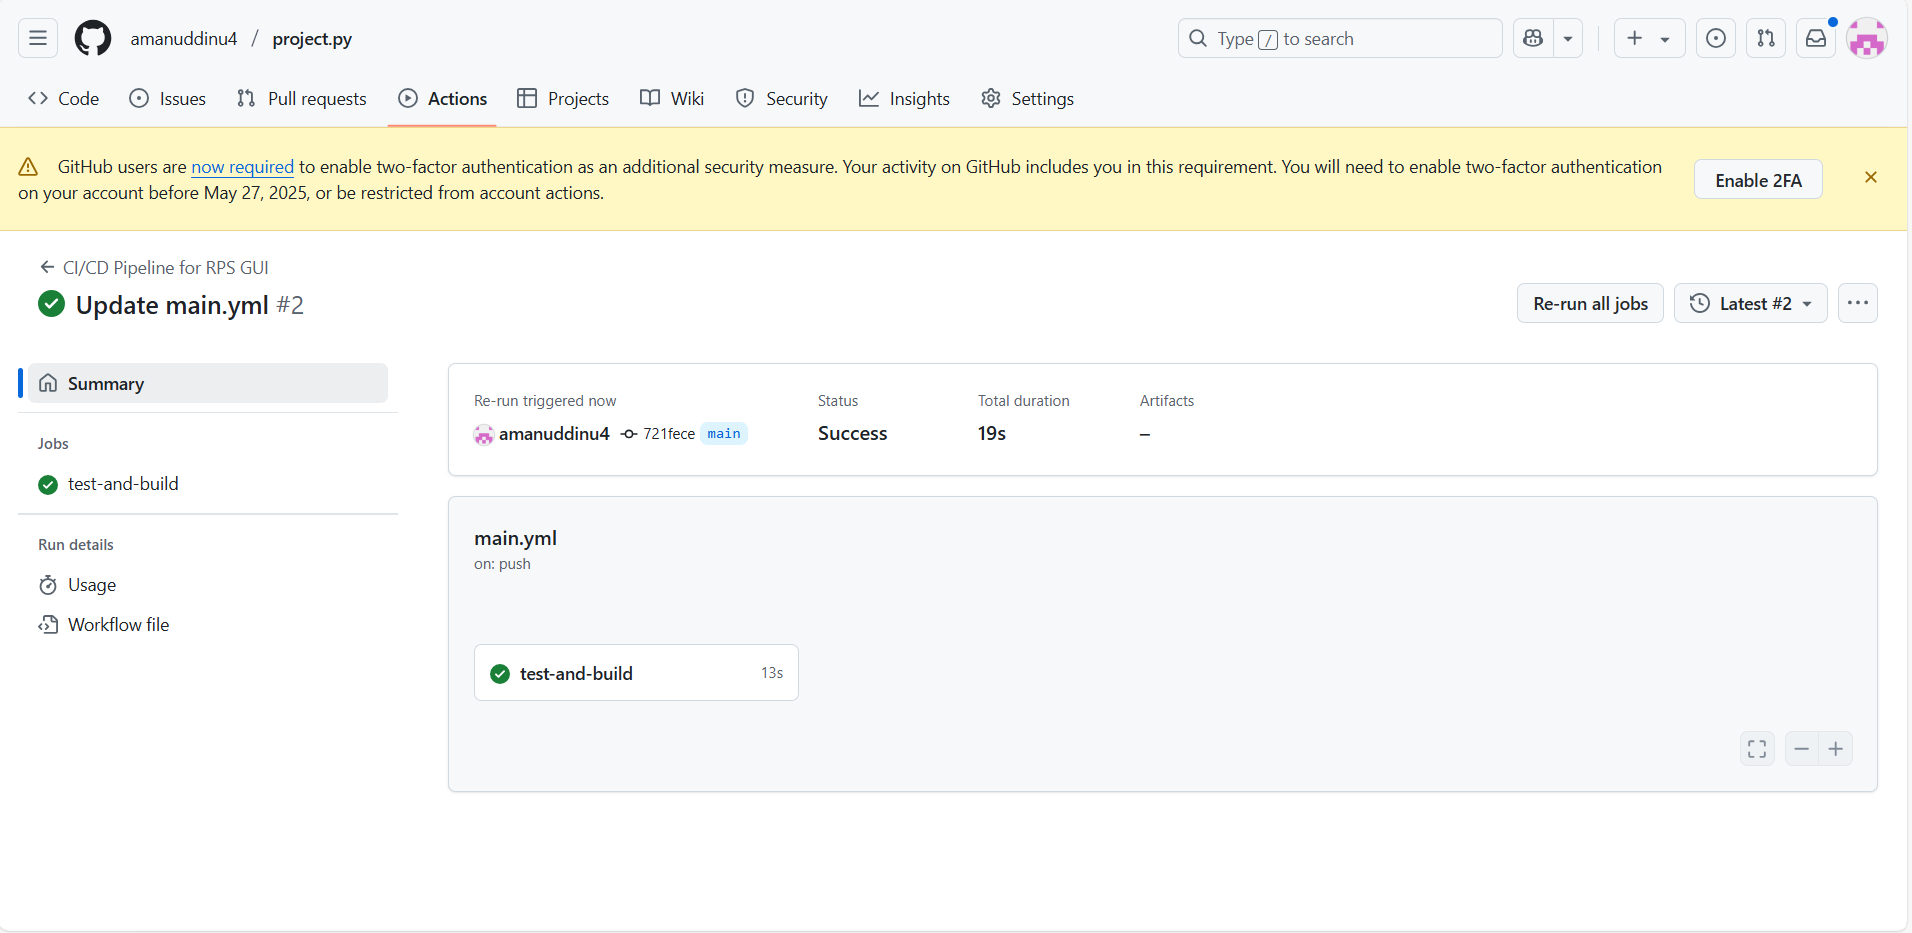 amanuddinu4 / project.py
Type / to search
Code Issues Pull requests Actions Projects Wiki Security Insights Settings
GitHub users are now required to enable two-factor authentication as an additional security measure. Your activity on GitHub includes you in this requirement. You will need to enable two-factor authentication
on your account before May 27, 2025, or be restricted from account actions.
Enable 2FA
CI/CD Pipeline for RPS GUI
Update main.yml #2
Re-run all jobs
Latest #2
Summary
Jobs
test-and-build
Run details
Usage
Workflow file
Re-run triggered now
amanuddinu4 721fece main
Status
Success
Total duration
19s
Artifacts
–
main.yml
on: push
test-and-build 13s